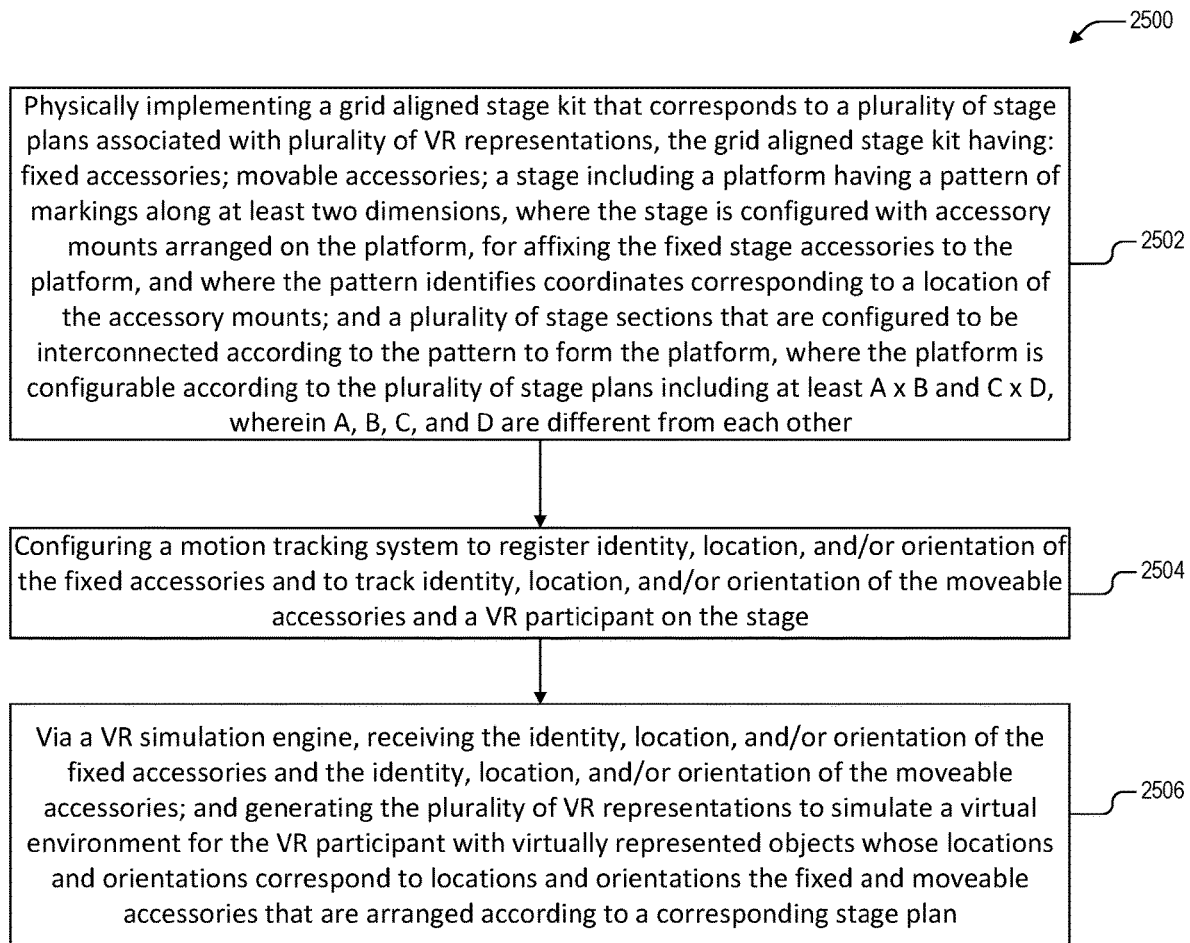 2500
Physically implementing a grid aligned stage kit that corresponds to a plurality of stage
plans associated with plurality of VR representations, the grid aligned stage kit having:
fixed accessories; movable accessories; a stage including a platform having a pattern of
markings along at least two dimensions, where the stage is configured with accessory
mounts arranged on the platform, for affixing the fixed stage accessories to the
platform, and where the pattern identifies coordinates corresponding to a location of
the accessory mounts; and a plurality of stage sections that are configured to be
interconnected according to the pattern to form the platform, where the platform is
configurable according to the plurality of stage plans including at least A x B and C x D,
wherein A, B, C, and D are different from each other
2502
Configuring a motion tracking system to register identity, location, and/or orientation of
the fixed accessories and to track identity, location, and/or orientation of the moveable
accessories and a VR participant on the stage
2504
Via a VR simulation engine, receiving the identity, location, and/or orientation of the
fixed accessories and the identity, location, and/or orientation of the moveable
accessories; and generating the plurality of VR representations to simulate a virtual
environment for the VR participant with virtually represented objects whose locations
and orientations correspond to locations and orientations the fixed and moveable
accessories that are arranged according to a corresponding stage plan
2506